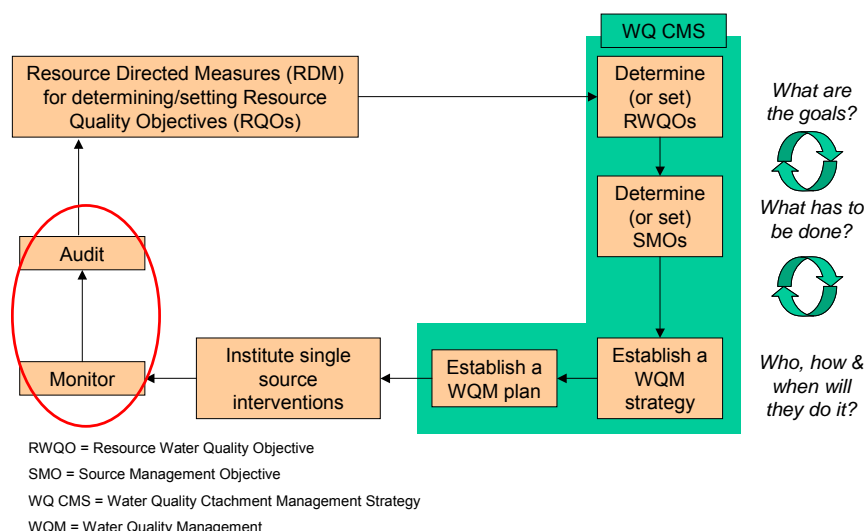 WQ CMS
Resource Directed Measures (RDM)
for determining/setting Resource
Quality Objectives (RQOs)
Determine
(or set)
RWQOs
What are
the goals?
Determine
(or set)
SMOs
What has to
be done?
Audit
Monitor
Institute single
source
interventions
Establish a
WQM plan
Establish a
WQM
strategy
Who, how &
when will
they do it?
RWQO = Resource Water Quality Objective
SMO = Source Management Objective
WQ CMS = Water Quality Ctachment Management Strategy
WQM = Water Quality Management